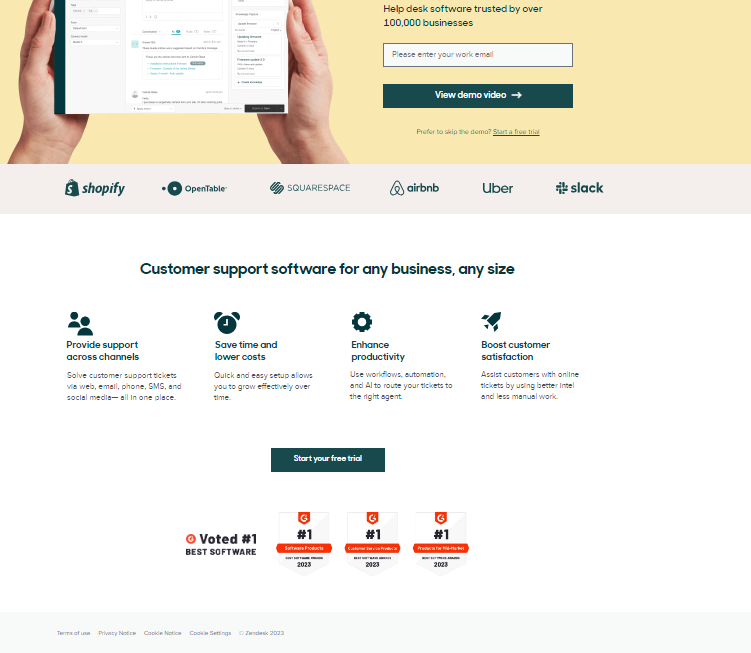 Help desk software trusted by over
100,000 businesses
Please enter your work email
View demo video
Prefer to skip the demo? Start a free trial
shopify
OpenTable
SQUARESPACE
airbnb
Uber
slack
Customer support software for any business, any size
Provide support
across channels
Solve customer support tickets
via web, email, phone, SMS, and
social media— all in one place.
Save time and
lower costs
Quick and easy setup allows
you to grow effectively over
time.
Enhance
productivity
Use workflows, automation,
and AI to route your tickets to
the right agent.
Boost customer
satisfaction
Assist customers with online
tickets by using better intel
and less manual work.
Start your free trial
Voted #1
BEST SOFTWARE
#1
Software Products
BEST SOFTWARE AWARDS
2023
#1
Customer Service Products
BEST SOFTWARE AWARDS
2023
#1
Products for Mid-Market
BEST SOFTWARE AWARDS
2023
Terms of use
Privacy Notice
Cookie Notice
Cookie Settings
© Zendesk 2023